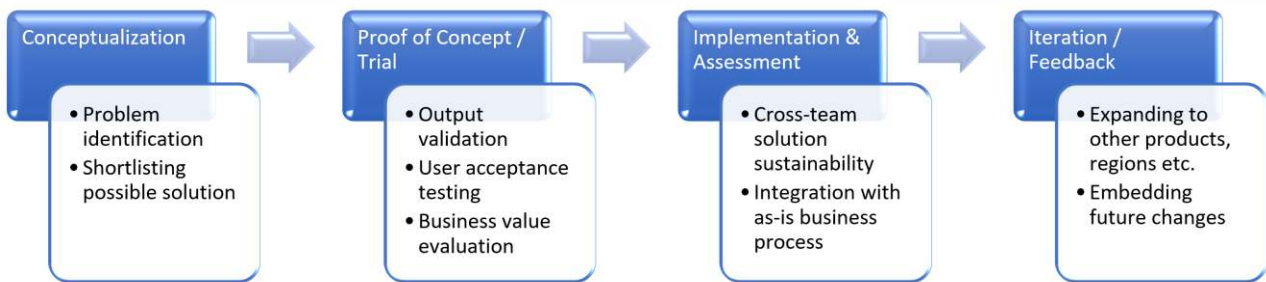 Conceptualization
• Problem
identification
• Shortlisting
possible solution
Proof of Concept /
Trial
• Output
validation
• User acceptance
testing
• Business value
evaluation
Implementation &
Assessment
• Cross-team
solution
sustainability
• Integration with
as-is business
process
Iteration /
Feedback
• Expanding to
other products,
regions etc.
• Embedding
future changes